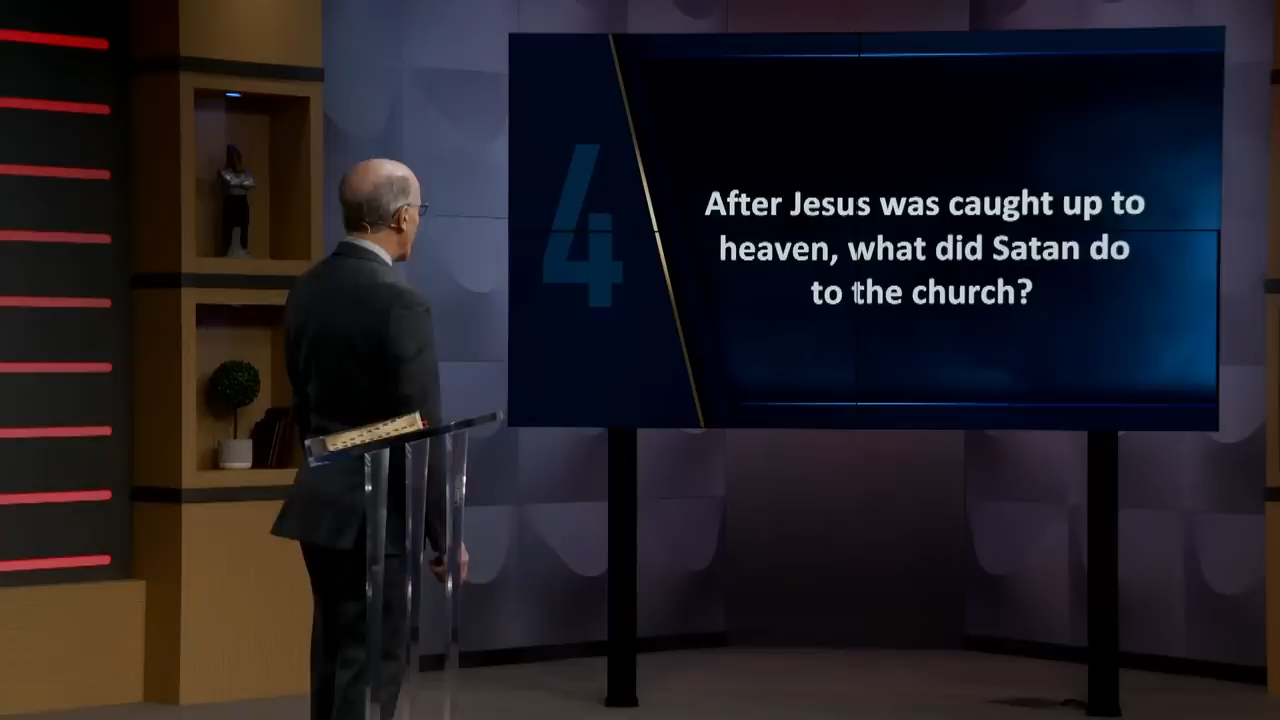 4
After Jesus was caught up to
heaven, what did Satan do
to the church?